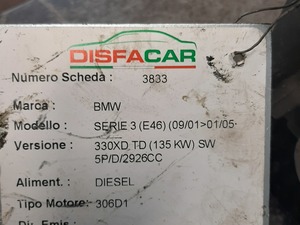 DISFACAR
Numero Scheda : 3833
Marca : BMW
Modello : SERIE 3 (E46) (09/01>01/05
Versione : 330XD TD (135 KW) SW
5P/D/2926CC
Aliment. : DIESEL
Tipo Motore: 306D1